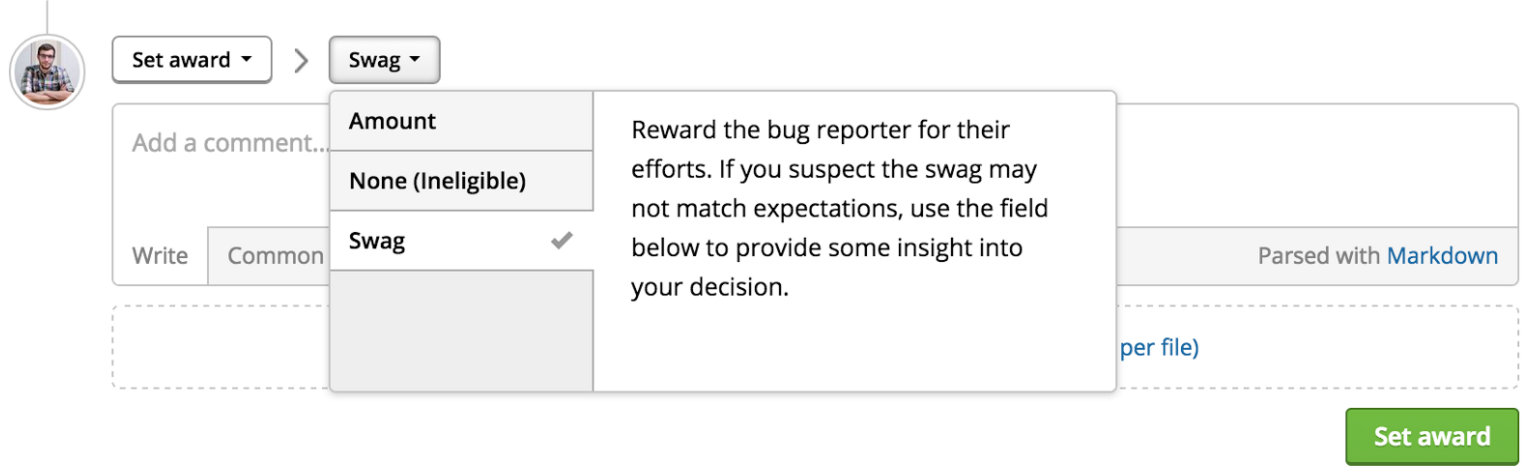 Set award
Swag
Add a comment...
Amount
None (Ineligible)
Swag
Reward the bug reporter for their
efforts. If you suspect the swag may
not match expectations, use the field
below to provide some insight into
your decision.
Write
Common
Parsed with Markdown
per file)
Set award